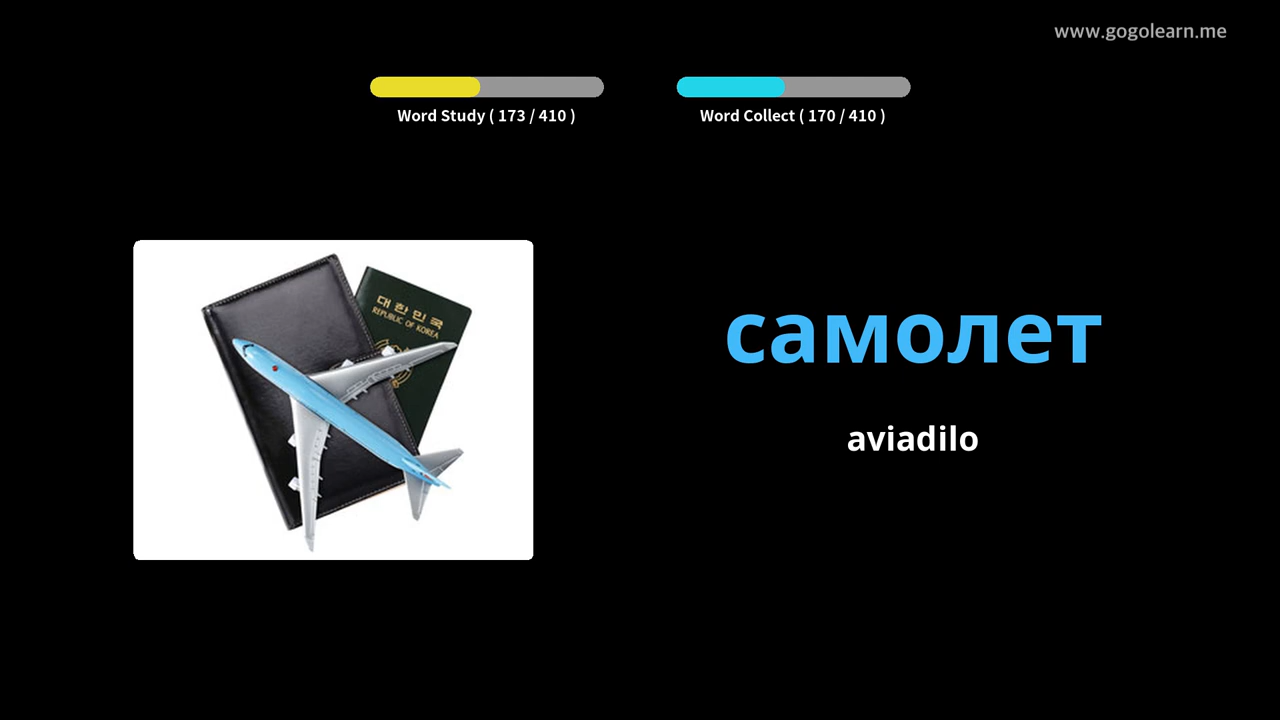 www.gogolearn.me
Word Study ( 173 / 410 )
Word Collect ( 170 / 410 )
대한민국
REPUBLIC OF KOREA
самолет
aviadilo